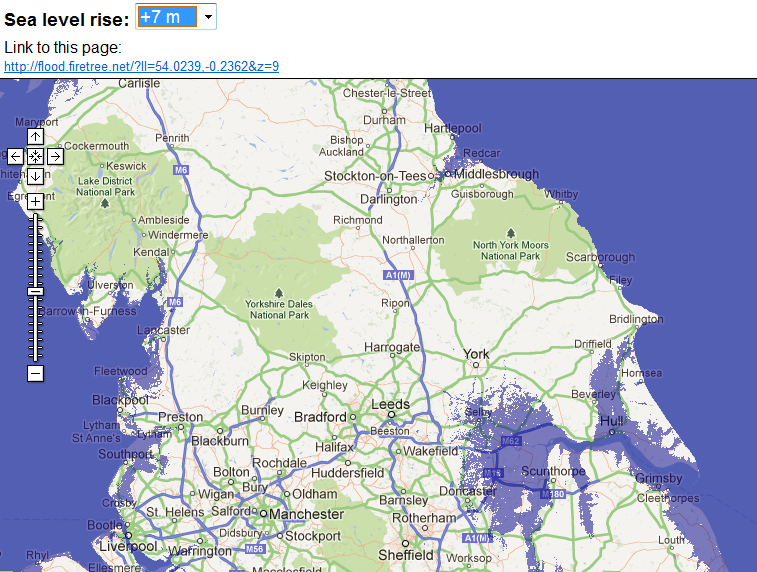 Sea level rise: +7 m
Link to this page:
http://flood.firetree.net/?ll=54.0239,-0.2362&z=9
Carlisle
Chester-le-Street
Maryport
Durham
Hartlepool
Cockermouth
Penrith
Bishop
Auckland
Redcar
Keswick
M6
Stockton-on-Tees
Middlesbrough
Lake District
National Park
Darlington
Guisborough
Whitby
Egremont
Ambleside
Richmond
Windermere
Northallerton
North York Moors
National Park
Kendal
Scarborough
A1(M)
Filey
Ulverston
M6
Yorkshire Dales
National Park
Ripon
Barrow-in-Furness
Bridlington
Lancaster
Harrogate
York
Driffield
Skipton
Fleetwood
Hornsea
Keighley
Beverley
Blackpool
Leeds
Selby
Burnley
Bradford
Lytham
St Anne's
Preston
Lytham
Beeston
M62
Hull
Blackburn
Halifax
Wakefield
Southport
Rochdale
Huddersfield
Bolton
M18
Scunthorpe
Grimsby
Bury
Wigan
Oldham
Barnsley
Doncaster
M180
Cleethorpes
Crosby
St. Helens
Salford
Manchester
Rotherham
Bootle
Didsbury
Stockport
A1(M)
Louth
Liverpool
Warrington
M56
Sheffield
Rhyl
Worksop
Ellesmere
Macclesfield